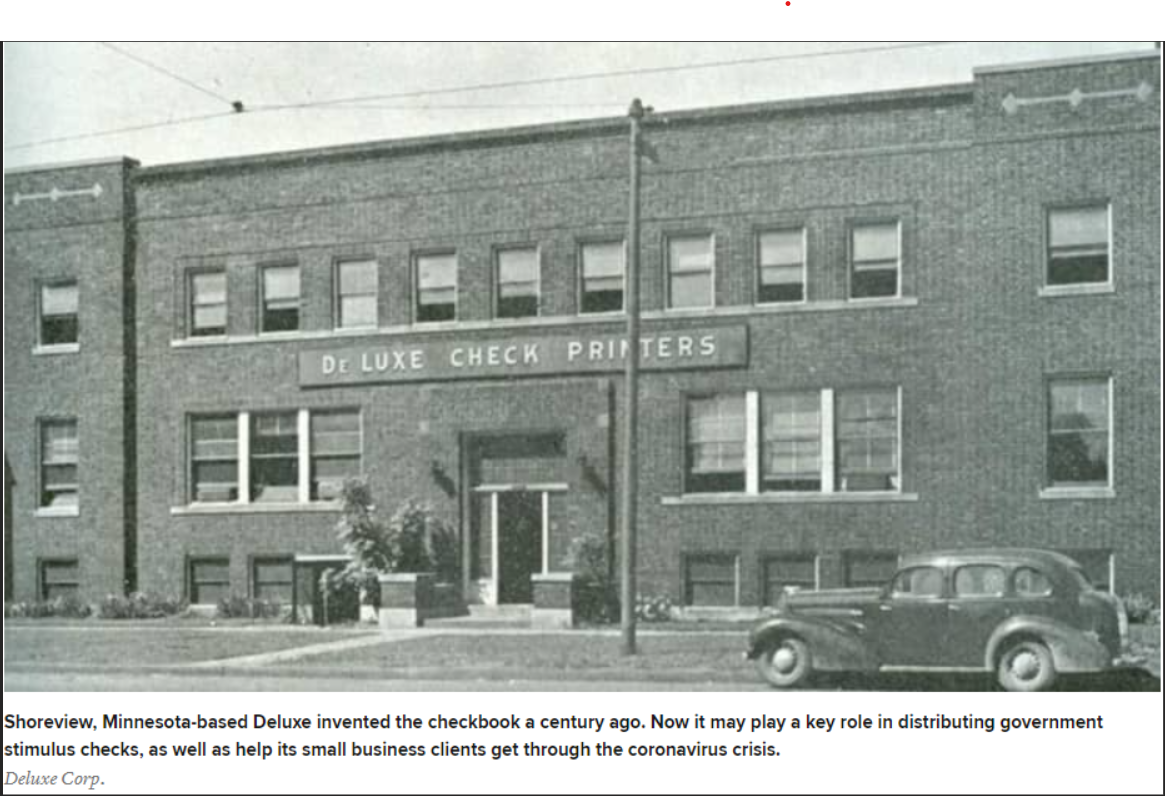 DE LUXE CHECK PRINTERS
Shoreview, Minnesota-based Deluxe invented the checkbook a century ago. Now it may play a key role in distributing government
stimulus checks, as well as help its small business clients get through the coronavirus crisis.
Deluxe Corp.